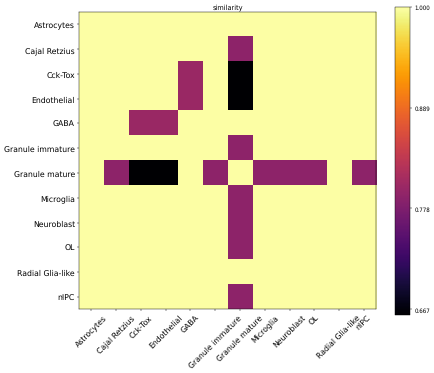 similarity
Astrocytes
Cajal Retzius
Cck-Tox
Endothelial
GABA
Granule immature
Granule mature
Microglia
Neuroblast
OL
Radial Glia-like
nIPC
Astrocytes
Cajal Retzius
Cck-Tox
Endothelial
GABA
Granule immature
Granule mature
Microglia
Neuroblast
OL
Radial Glia-like
nIPC
1.000
0.889
0.778
0.667